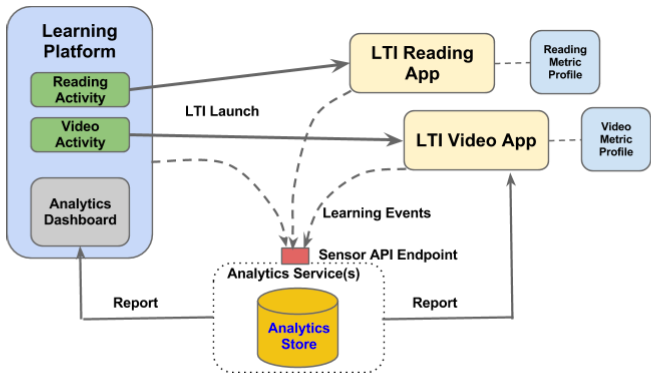 Learning
Platform
Reading
Activity
Video
Activity
Analytics
Dashboard
LTI Launch
LTI Reading
App
Reading
Metric
Profile
LTI Video App
Video
Metric
Profile
Learning Events
Sensor API Endpoint
Analytics Service(s)
Report
Report
Analytics
Store